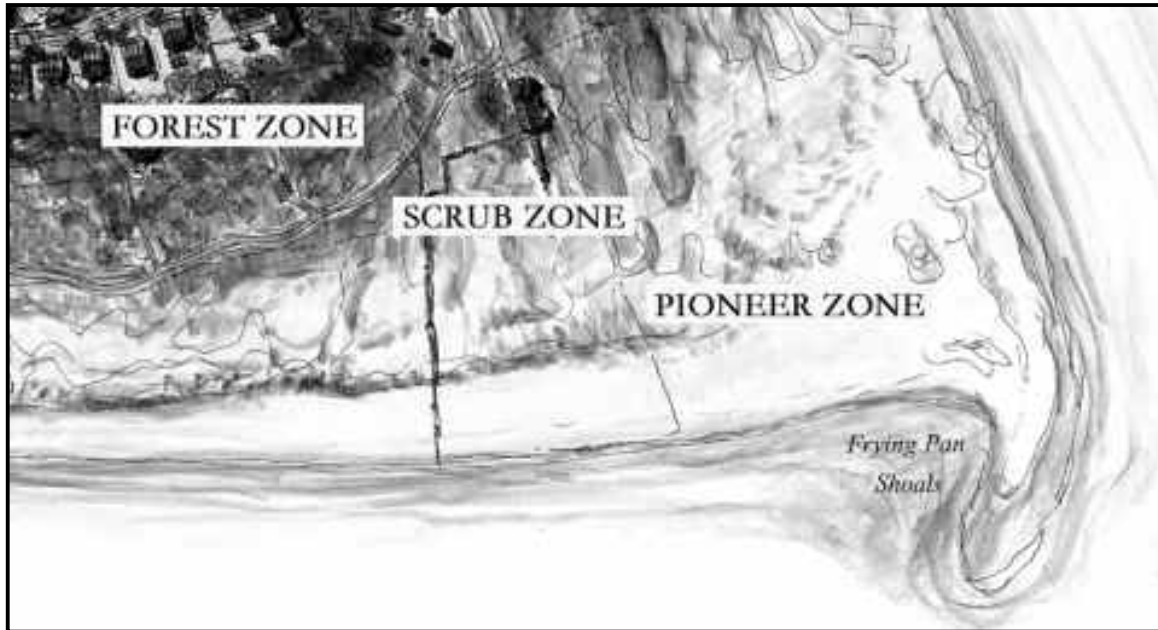 FOREST ZONE
SCRUB ZONE
PIONEER ZONE
Frying Pan
Shoals